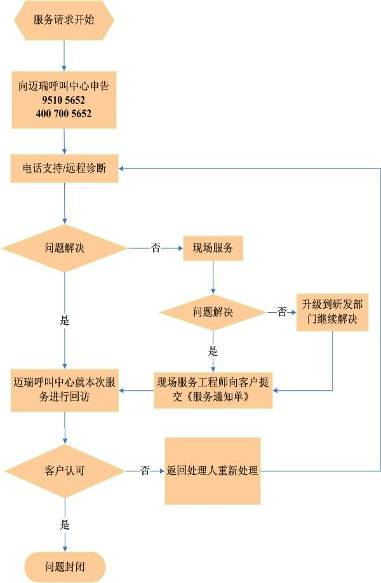 服务请求开始
向迈瑞呼叫中心申告
9510 5652
400 700 5652
电话支持/远程诊断
问题解决
否
现场服务
问题解决
否
升级到研发部
门继续解决
是
是
迈瑞呼叫中心就本次服
务进行回访
现场服务工程师向客户提
交《服务通知单》
客户认可
否
返回处理人重新处理
是
问题封闭